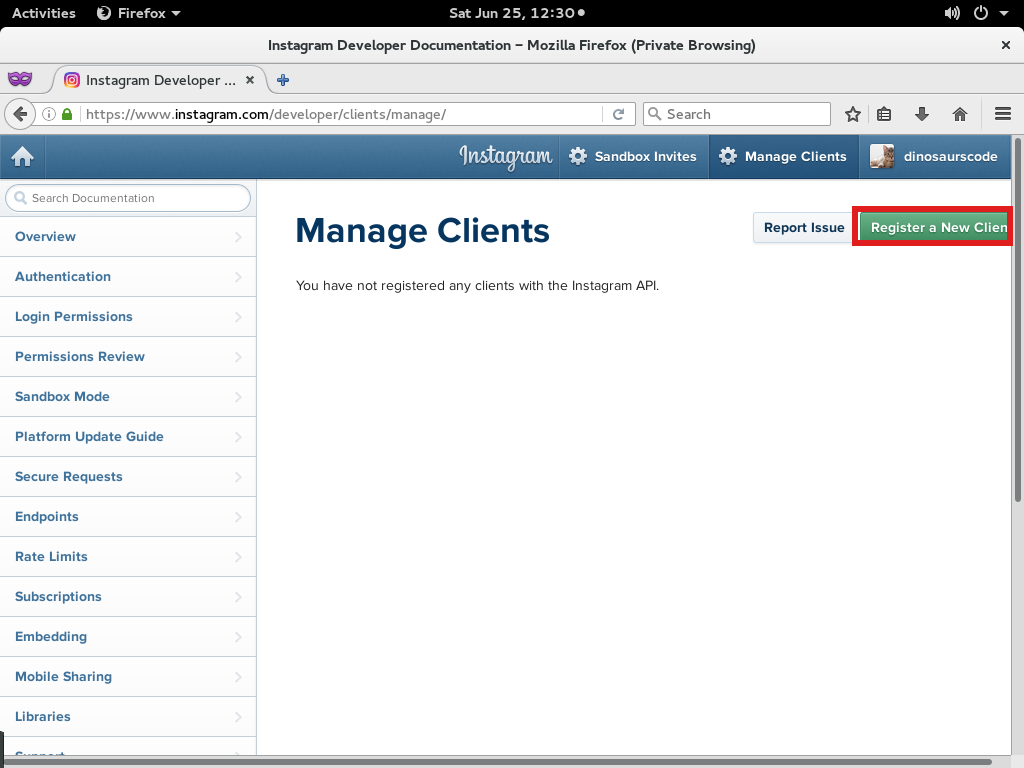 Activities Firefox Sat Jun 25, 12:30
Instagram Developer Documentation – Mozilla Firefox (Private Browsing)
Instagram Developer ...
https://www.instagram.com/developer/clients/manage/ Search
Instagram Sandbox Invites Manage Clients dinosaurscode
Search Documentation
Overview
Authentication
Login Permissions
Permissions Review
Sandbox Mode
Platform Update Guide
Secure Requests
Endpoints
Rate Limits
Subscriptions
Embedding
Mobile Sharing
Libraries
Support
Manage Clients
Report Issue Register a New Clien
You have not registered any clients with the Instagram API.